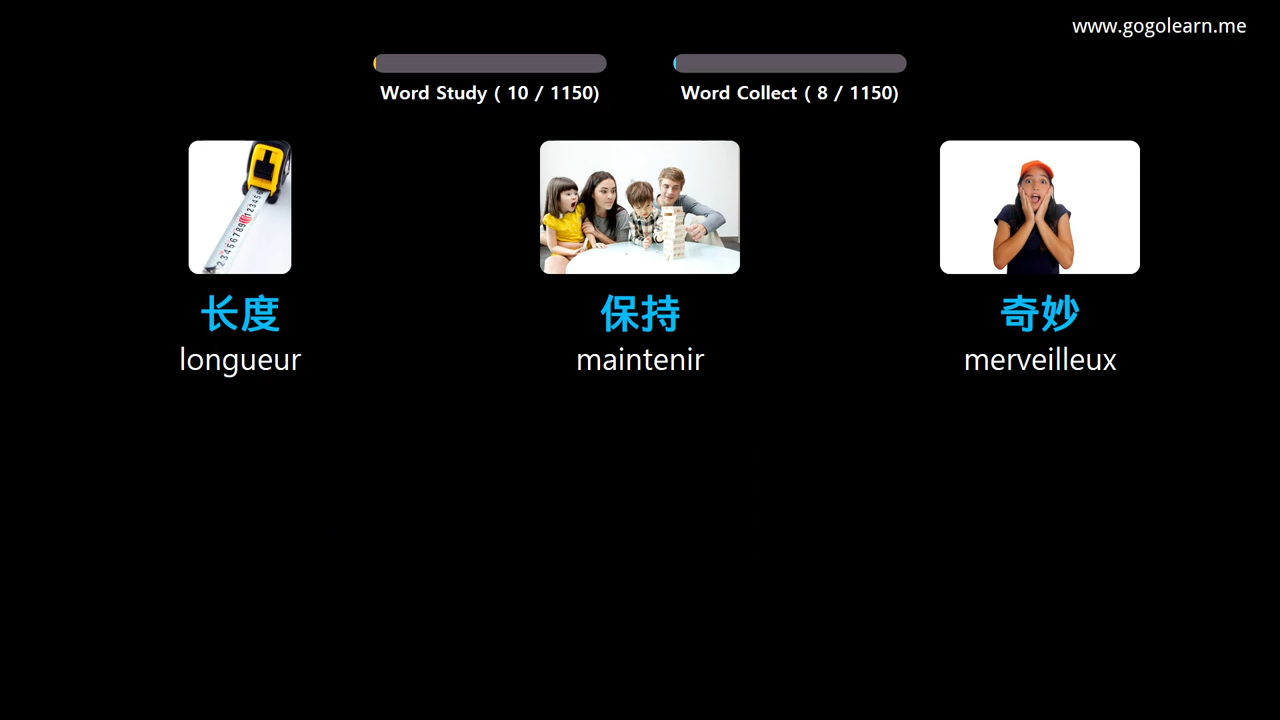 www.gogolearn.me
Word Study ( 10 / 1150)
Word Collect ( 8 / 1150)
长度
longueur
保持
maintenir
奇妙
merveilleux